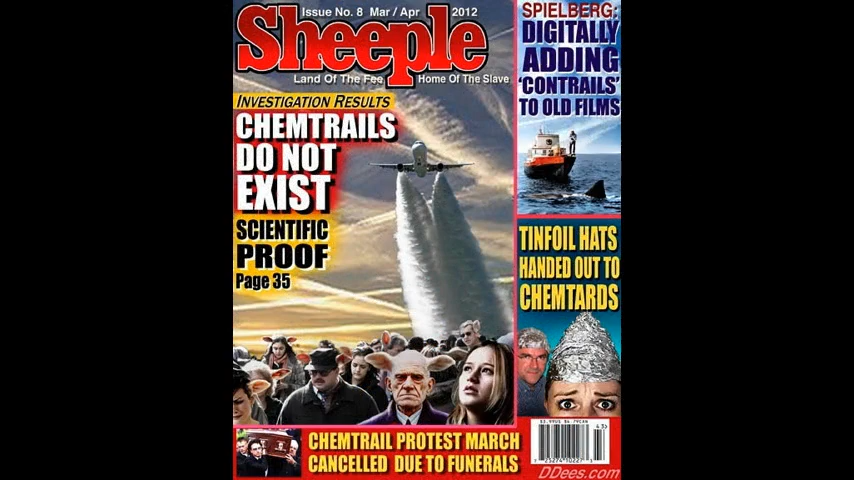 Issue No. 8 Mar / Apr 2012
Sheeple
Land Of The Fee Home Of The Slave
INVESTIGATION RESULTS
CHEMTRAILS
DO NOT
EXIST
SCIENTIFIC
PROOF
Page 35
SPIELBERG:
DIGITALLY
ADDING
'CONTRAILS'
TO OLD FILMS
TINFOIL HATS
HANDED OUT TO
CHEMTARDS
CHEMTRAIL PROTEST MARCH
CANCELLED DUE TO FUNERALS
DDees.com